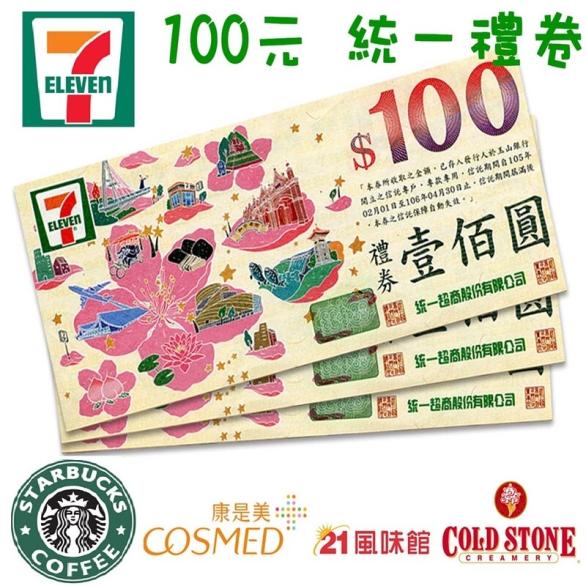 7
ELEVEN
100元 統一禮卷
$100
7
ELEVEN
「本券所收取之金額,已存入發行人於玉山銀行
開立之信託專戶,專款專用,信託期間自105年
02月01日至106年04月30日止,信託期間屆滿後
,本券之信託保障自動失效。」
禮券 壹佰圓
統一超商股份有限公司
圓
統一超商股份有限公司
圓
統一超商股份有限公司
STARBUCKS
COFFEE
康是美
COSMED
21風味館
COLD STONE
CREAMERY